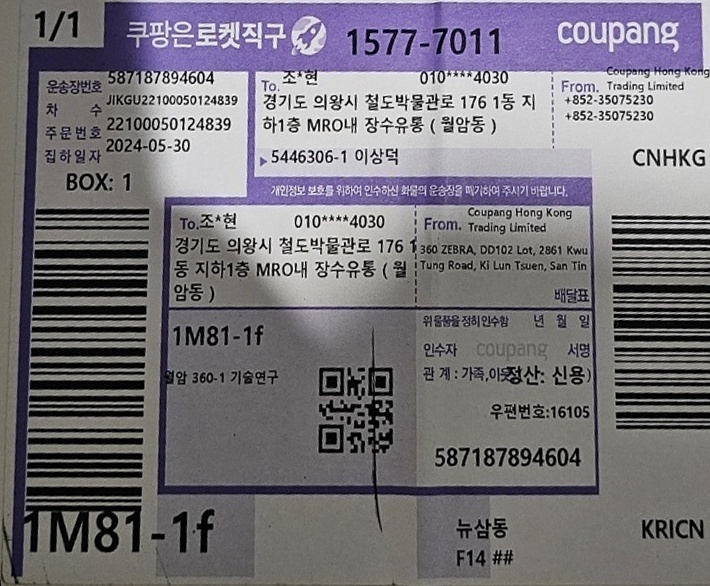 1/1
쿠팡은로켓직구
1577-7011
coupang
운송장번호 587187894604
차 수 JIKGU22100050124839
주문번호 22100050124839
집하일자 2024-05-30
BOX: 1
To. 조*현 010****4030
경기도 의왕시 철도박물관로 176 1동 지
하1층 MRO내 장수유통 ( 월암동 )
5446306-1 이상덕
From. Coupang Hong Kong
Trading Limited
+852-35075230
+852-35075230
CNHKG
개인정보 보호를 위하여 인수하신 화물의 운송장을 폐기하여 주시기 바랍니다.
To. 조*현 010****4030
경기도 의왕시 철도박물관로 176 1
동 지하1층 MRO내 장수유통 ( 월
암동 )
From. Coupang Hong Kong
Trading Limited
360 ZEBRA, DD102 Lot, 2861 Kwu
Tung Road, Ki Lun Tsuen, San Tin
배달표
1M81-1f
월암 360-1 기술연구
위 물품을 정히 인수함 년 월 일
인수자 coupang 서명
관 계 : 가족,이웃 정산: 신용)
우편번호:16105
587187894604
1M81-1f
뉴삼동
F14 ##
KRICN